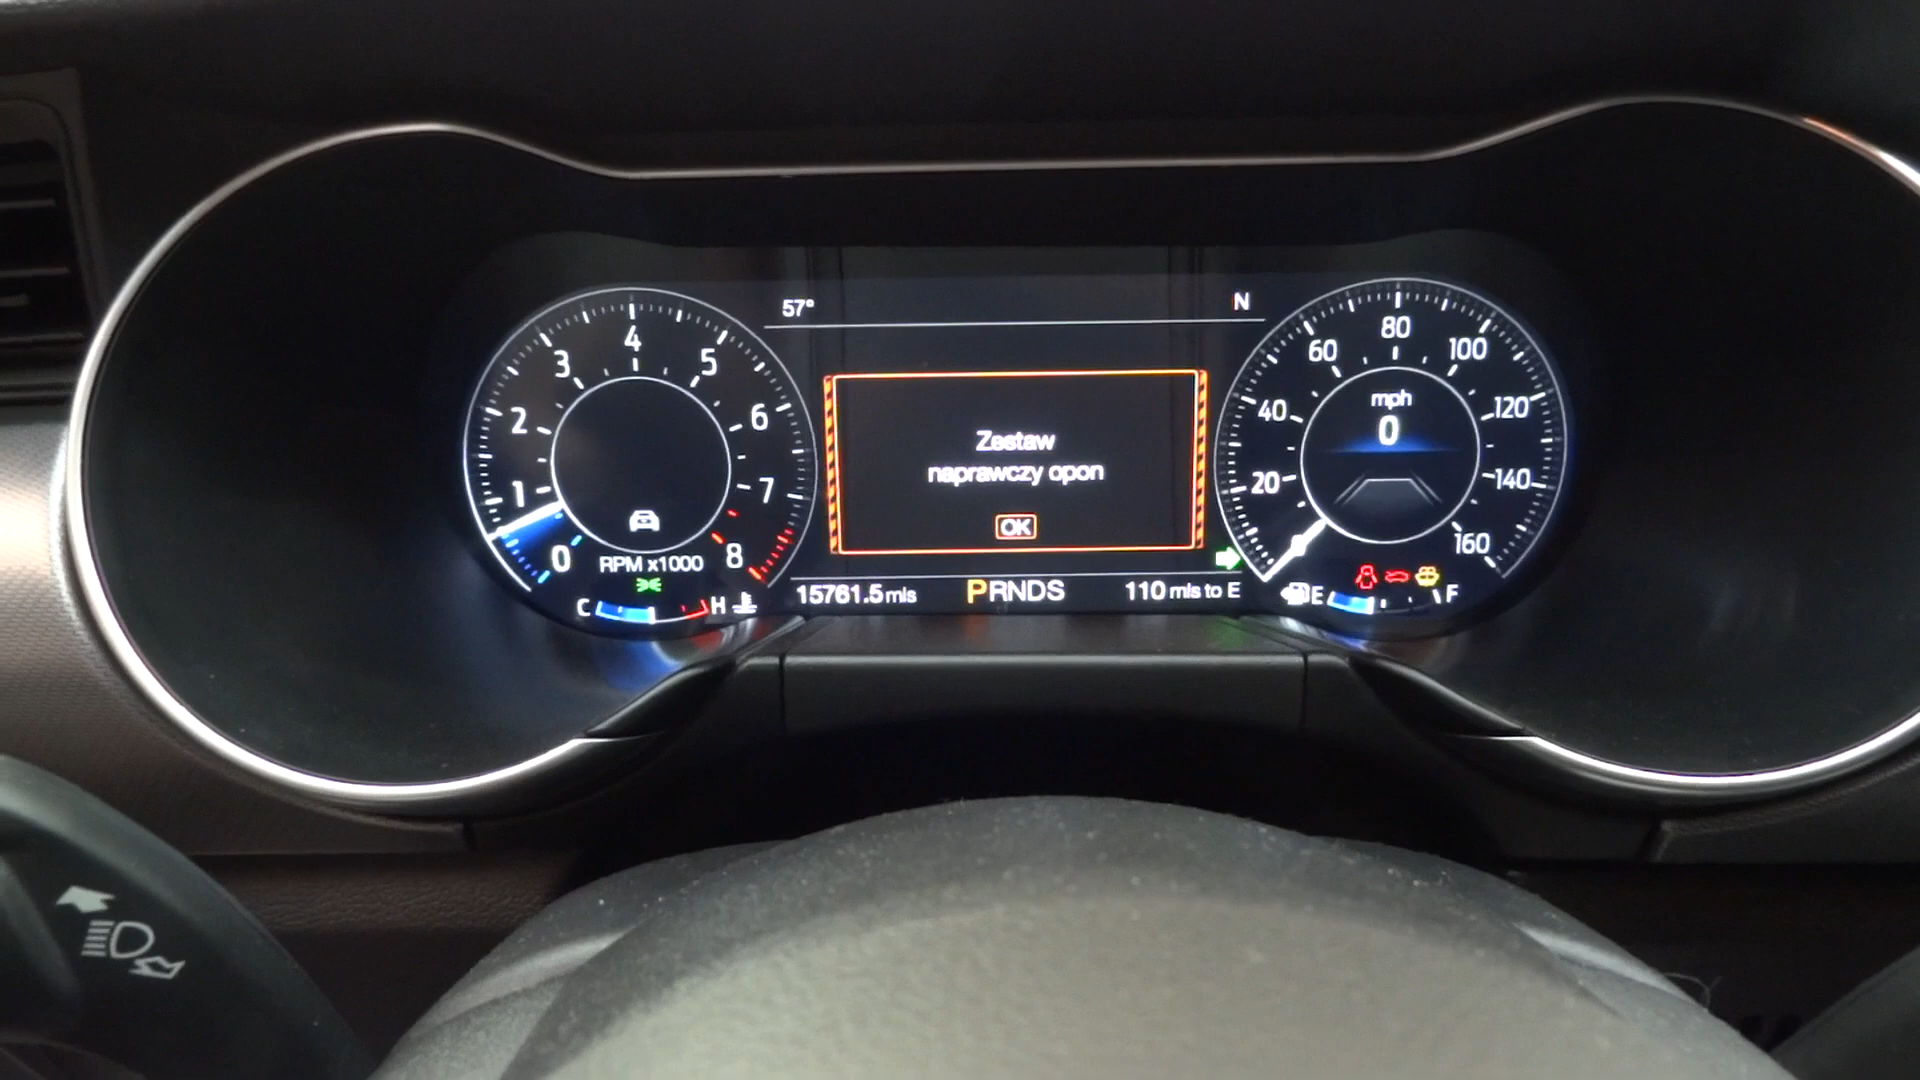 57° N
4
3 5
2 6
1 7
0 8
RPM x1000
C H
Zestaw
naprawczy opon
OK
15761.5 mls PRNDS 110 mls to E
80
60 100
40 120
20 140
160
mph
0
E F